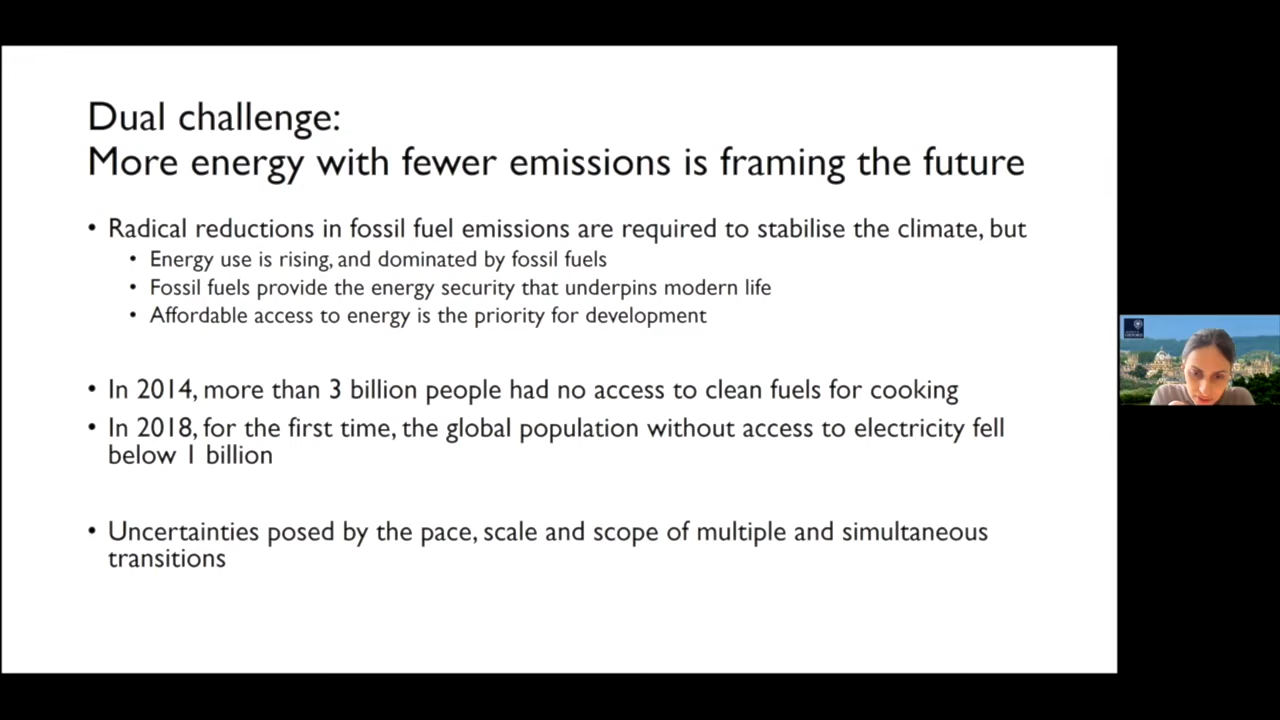 Dual challenge:
More energy with fewer emissions is framing the future
• Radical reductions in fossil fuel emissions are required to stabilise the climate, but
• Energy use is rising, and dominated by fossil fuels
• Fossil fuels provide the energy security that underpins modern life
• Affordable access to energy is the priority for development
• In 2014, more than 3 billion people had no access to clean fuels for cooking
• In 2018, for the first time, the global population without access to electricity fell
below 1 billion
• Uncertainties posed by the pace, scale and scope of multiple and simultaneous
transitions
OXFORD